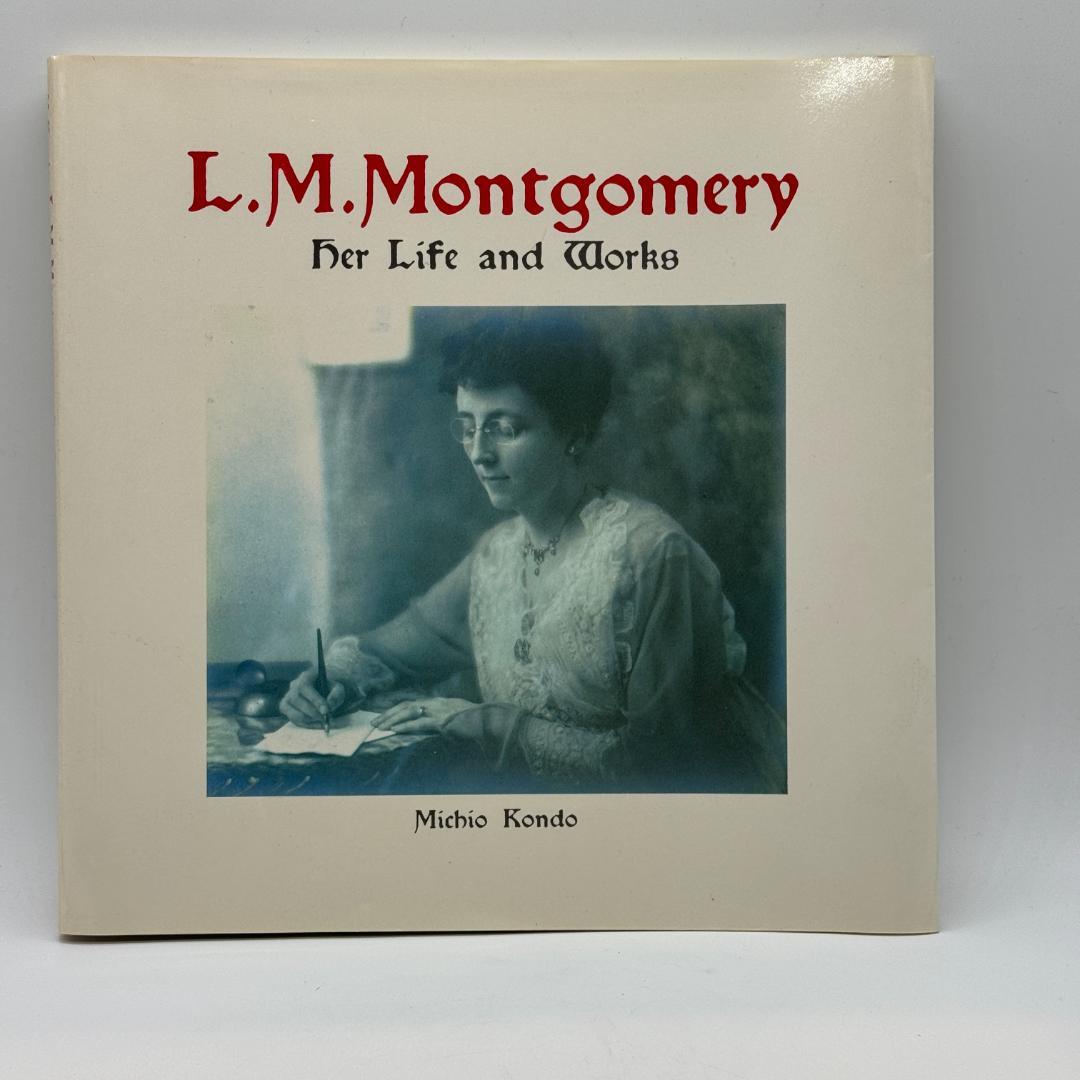 L.M.Montgomery
Her Life and Works
Michio Kondo